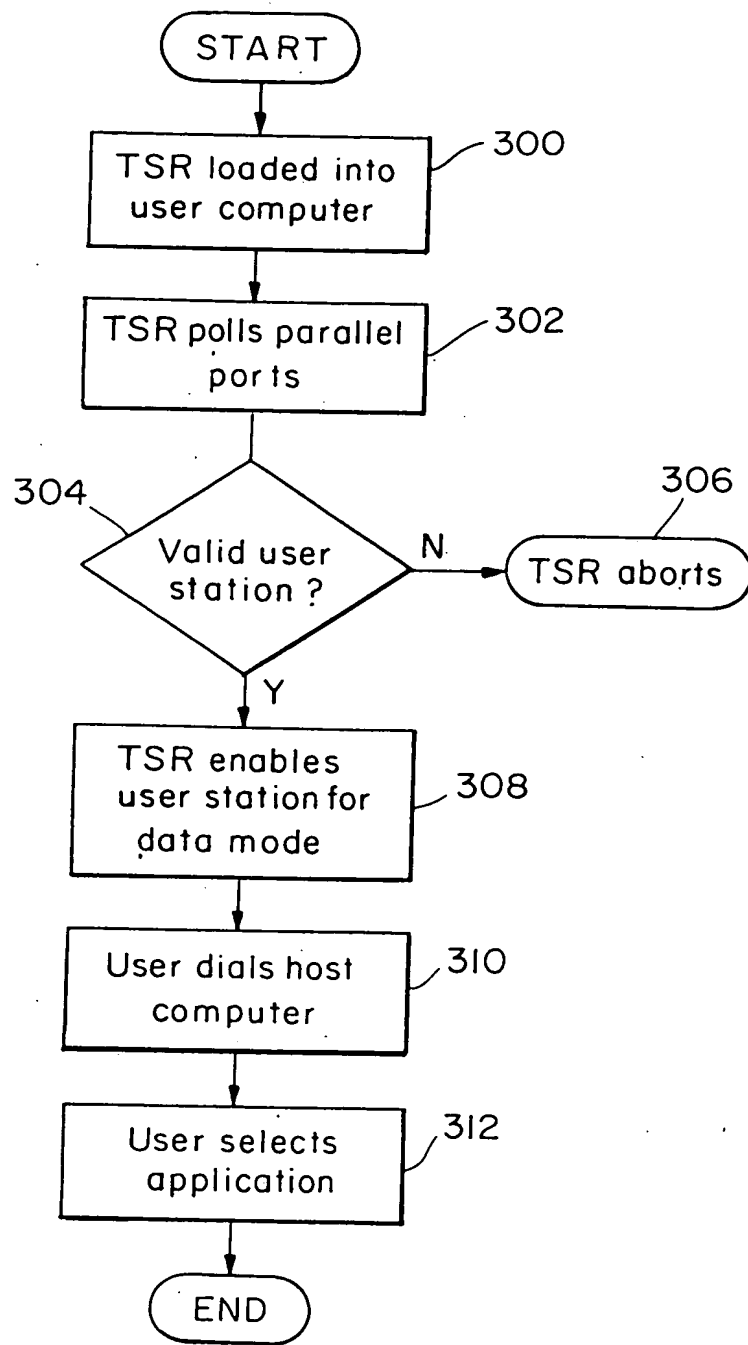 START
300
TSR loaded into
user computer
302
TSR polls parallel
ports
304
Valid user
station ?
N
306
TSR aborts
Y
TSR enables
user station for
data mode
308
User dials host
computer
310
User selects
application
312
END